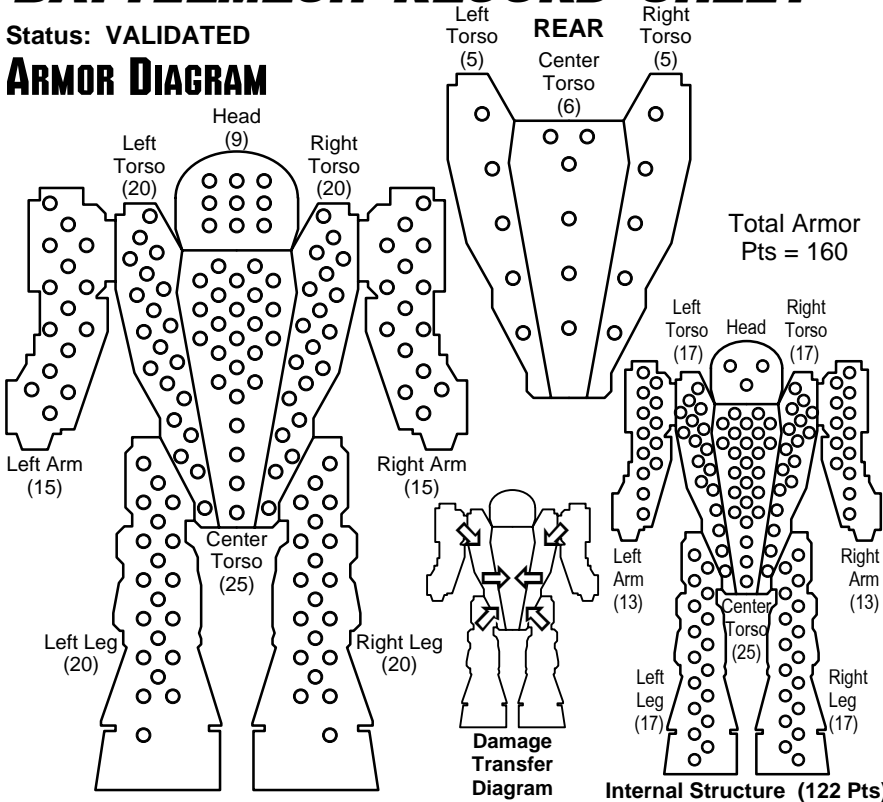 BATTLEMECH RECORD SHEET
Status: VALIDATED
ARMOR DIAGRAM
Head
(9)
Left
Torso
(20)
Right
Torso
(20)
Left Arm
(15)
Right Arm
(15)
Center
Torso
(25)
Left Leg
(20)
Right Leg
(20)
REAR
Left
Torso
(5)
Center
Torso
(6)
Right
Torso
(5)
Total Armor
Pts = 160
Left
Torso
(17)
Head
Right
Torso
(17)
Left
Arm
(13)
Right
Arm
(13)
Center
Torso
(25)
Left
Leg
(17)
Right
Leg
(17)
Damage
Transfer
Diagram
Internal Structure (122 Pts)